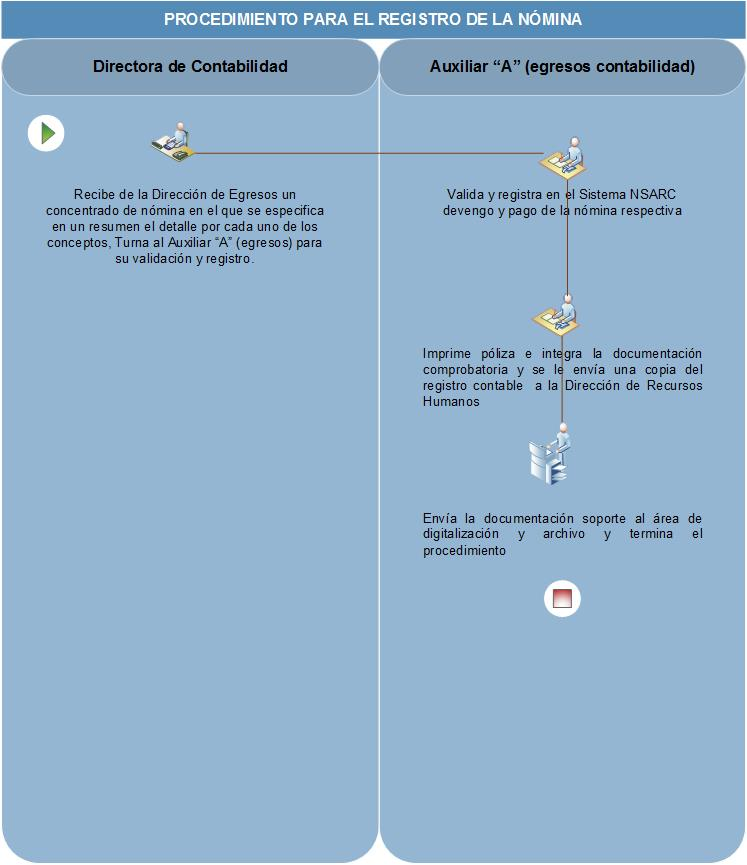 PROCEDIMIENTO PARA EL REGISTRO DE LA NÓMINA
Directora de Contabilidad
Auxiliar “A” (egresos contabilidad)
Recibe de la Dirección de Egresos un
concentrado de nómina en el que se especifica
en un resumen el detalle por cada uno de los
conceptos, Turna al Auxiliar “A” (egresos) para
su validación y registro.
Valida y registra en el Sistema NSARC
devengo y pago de la nómina respectiva
Imprime póliza e integra la documentación
comprobatoria y se le envía una copia del
registro contable a la Dirección de Recursos
Humanos
Envía la documentación soporte al área de
digitalización y archivo y termina el
procedimiento